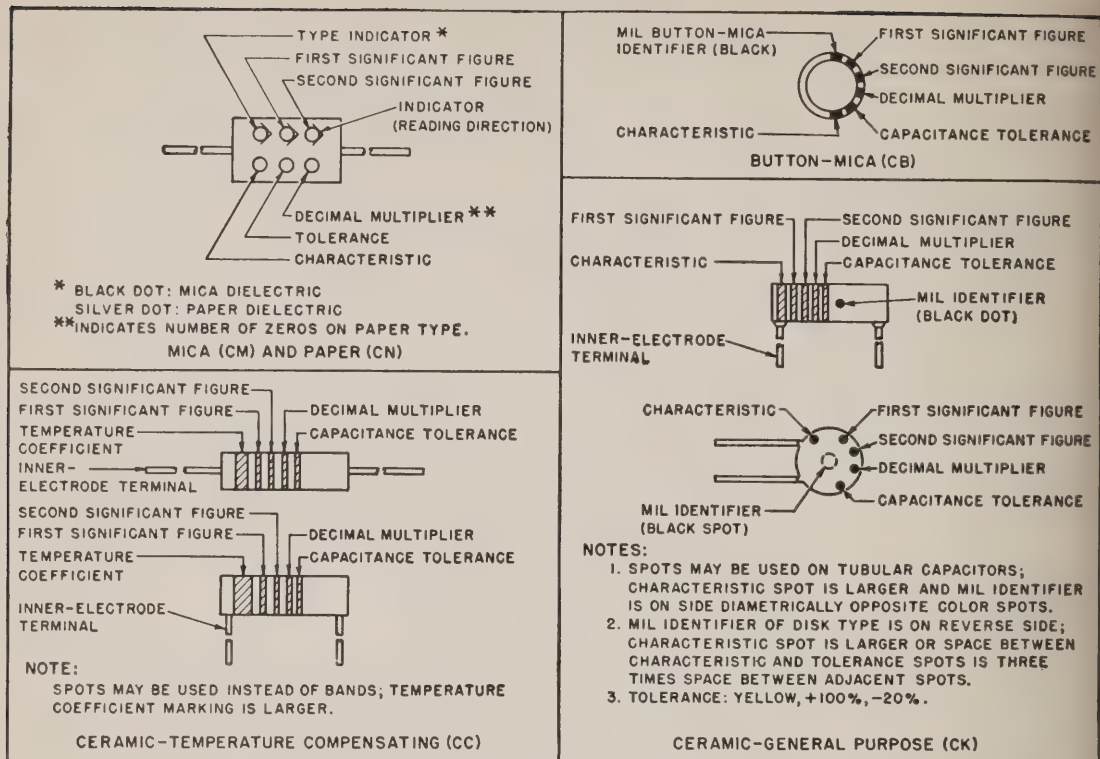 TYPE INDICATOR *
FIRST SIGNIFICANT FIGURE
SECOND SIGNIFICANT FIGURE
INDICATOR
(READING DIRECTION)
DECIMAL MULTIPLIER **
TOLERANCE
CHARACTERISTIC
* BLACK DOT: MICA DIELECTRIC
SILVER DOT: PAPER DIELECTRIC
** INDICATES NUMBER OF ZEROS ON PAPER TYPE.
MICA (CM) AND PAPER (CN)
SECOND SIGNIFICANT FIGURE
FIRST SIGNIFICANT FIGURE
DECIMAL MULTIPLIER
TEMPERATURE
COEFFICIENT
CAPACITANCE TOLERANCE
INNER-
ELECTRODE TERMINAL
SECOND SIGNIFICANT FIGURE
FIRST SIGNIFICANT FIGURE
DECIMAL MULTIPLIER
TEMPERATURE
COEFFICIENT
CAPACITANCE TOLERANCE
INNER-ELECTRODE
TERMINAL
NOTE:
SPOTS MAY BE USED INSTEAD OF BANDS; TEMPERATURE
COEFFICIENT MARKING IS LARGER.
CERAMIC-TEMPERATURE COMPENSATING (CC)
MIL BUTTON-MICA
IDENTIFIER (BLACK)
FIRST SIGNIFICANT FIGURE
SECOND SIGNIFICANT FIGURE
DECIMAL MULTIPLIER
CHARACTERISTIC
CAPACITANCE TOLERANCE
BUTTON-MICA (CB)
FIRST SIGNIFICANT FIGURE
SECOND SIGNIFICANT FIGURE
DECIMAL MULTIPLIER
CHARACTERISTIC
CAPACITANCE TOLERANCE
MIL IDENTIFIER
(BLACK DOT)
INNER-ELECTRODE
TERMINAL
CHARACTERISTIC
FIRST SIGNIFICANT FIGURE
SECOND SIGNIFICANT FIGURE
DECIMAL MULTIPLIER
CAPACITANCE TOLERANCE
MIL IDENTIFIER
(BLACK SPOT)
NOTES:
1. SPOTS MAY BE USED ON TUBULAR CAPACITORS;
CHARACTERISTIC SPOT IS LARGER AND MIL IDENTIFIER
IS ON SIDE DIAMETRICALLY OPPOSITE COLOR SPOTS.
2. MIL IDENTIFIER OF DISK TYPE IS ON REVERSE SIDE;
CHARACTERISTIC SPOT IS LARGER OR SPACE BETWEEN
CHARACTERISTIC AND TOLERANCE SPOTS IS THREE
TIMES SPACE BETWEEN ADJACENT SPOTS.
3. TOLERANCE: YELLOW, +100%, -20%.
CERAMIC-GENERAL PURPOSE (CK)